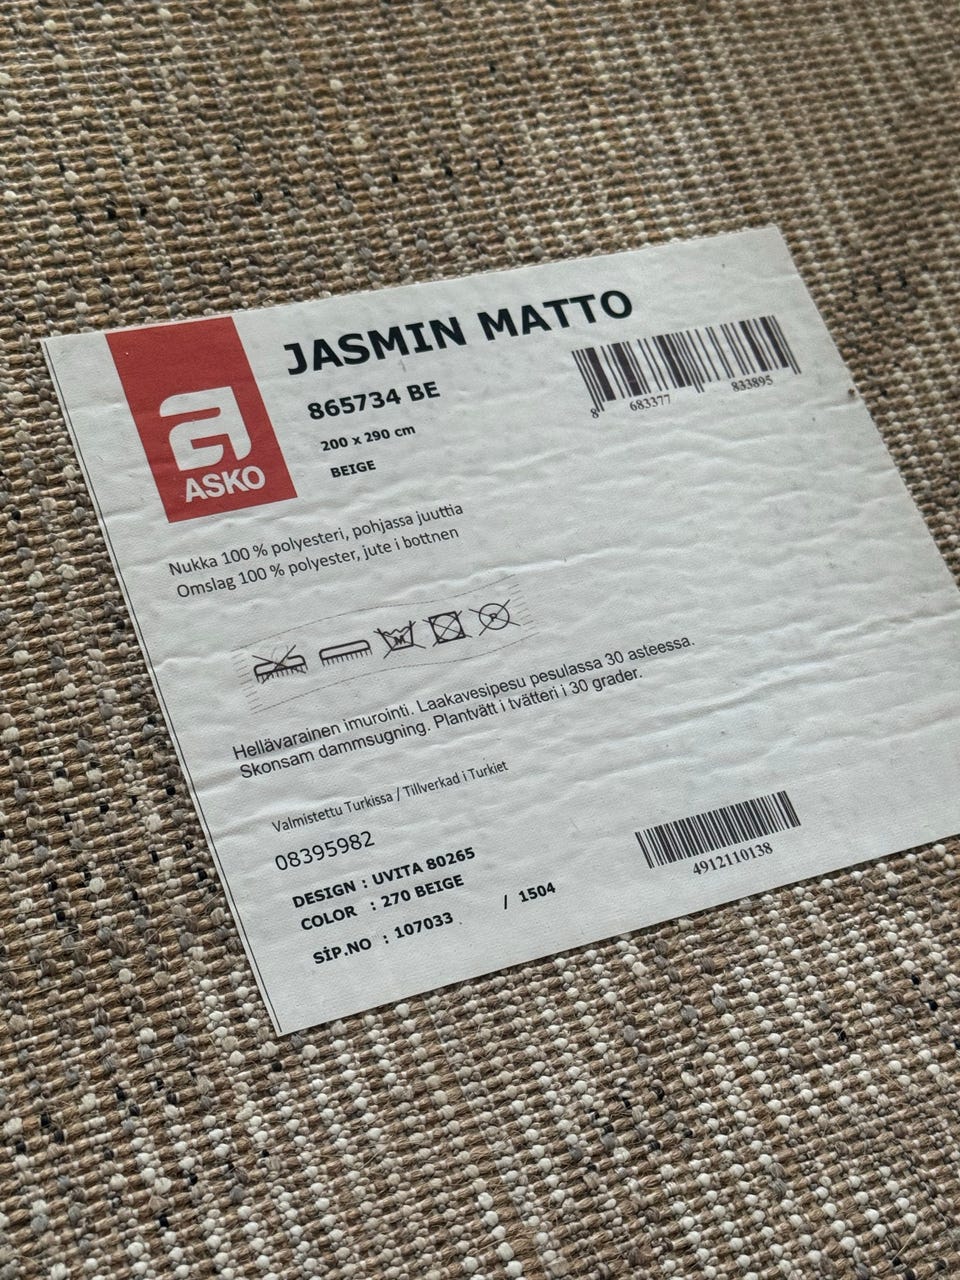 JASMIN MATTO
865734 BE
200 x 290 cm
BEIGE
8 683377 833895
ASKO
Nukka 100 % polyesteri, pohjassa juuttia
Omslag 100 % polyester, jute i bottnen
P
Hellävarainen imurointi. Laakavesipesu pesulassa 30 asteessa.
Skonsam dammsugning. Plantvätt i tvätteri i 30 grader.
Valmistettu Turkissa / Tillverkad i Turkiet
08395982
DESIGN : UVITA 80265
COLOR : 270 BEIGE
SİP.NO : 107033 / 1504
4912110138